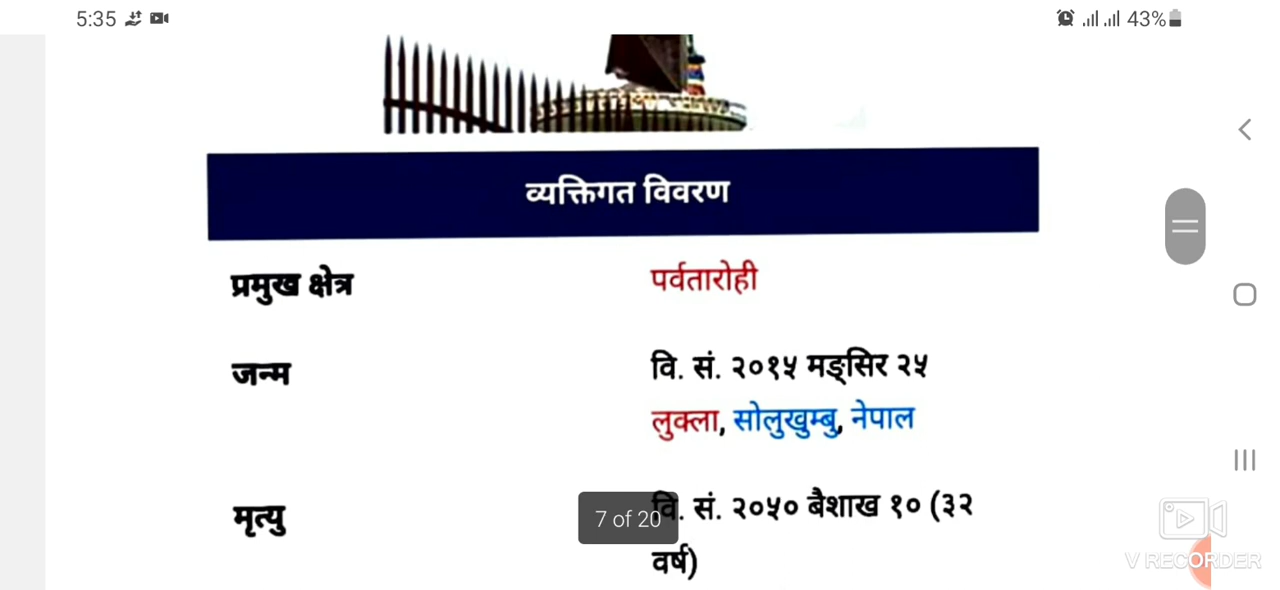 5:35
43%
व्यक्तिगत विवरण
प्रमुख क्षेत्र
पर्वतारोही
जन्म
वि. सं. २०१५ मङ्सिर २५
लुक्ला, सोलुखुम्बु, नेपाल
मृत्यु
वि. सं. २०५० बैशाख १० (३२
वर्ष)
7 of 20
V RECORDER